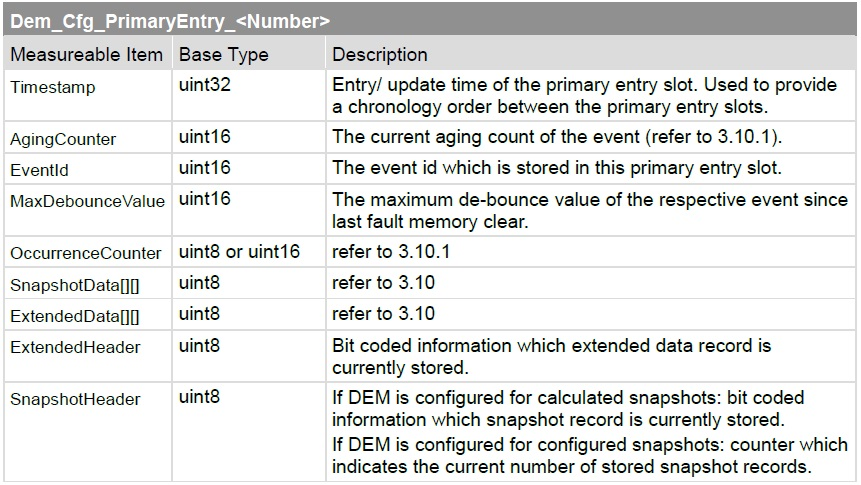 Dem_Cfg_PrimaryEntry_<Number>
Measureable Item Base Type Description
Timestamp uint32 Entry/ update time of the primary entry slot. Used to provide
a chronology order between the primary entry slots.
AgingCounter uint16 The current aging count of the event (refer to 3.10.1).
EventId uint16 The event id which is stored in this primary entry slot.
MaxDebounceValue uint16 The maximum de-bounce value of the respective event since
last fault memory clear.
OccurrenceCounter uint8 or uint16 refer to 3.10.1
SnapshotData[][] uint8 refer to 3.10
ExtendedData[][] uint8 refer to 3.10
ExtendedHeader uint8 Bit coded information which extended data record is
currently stored.
SnapshotHeader uint8 If DEM is configured for calculated snapshots: bit coded
information which snapshot record is currently stored.
If DEM is configured for configured snapshots: counter which
indicates the current number of stored snapshot records.